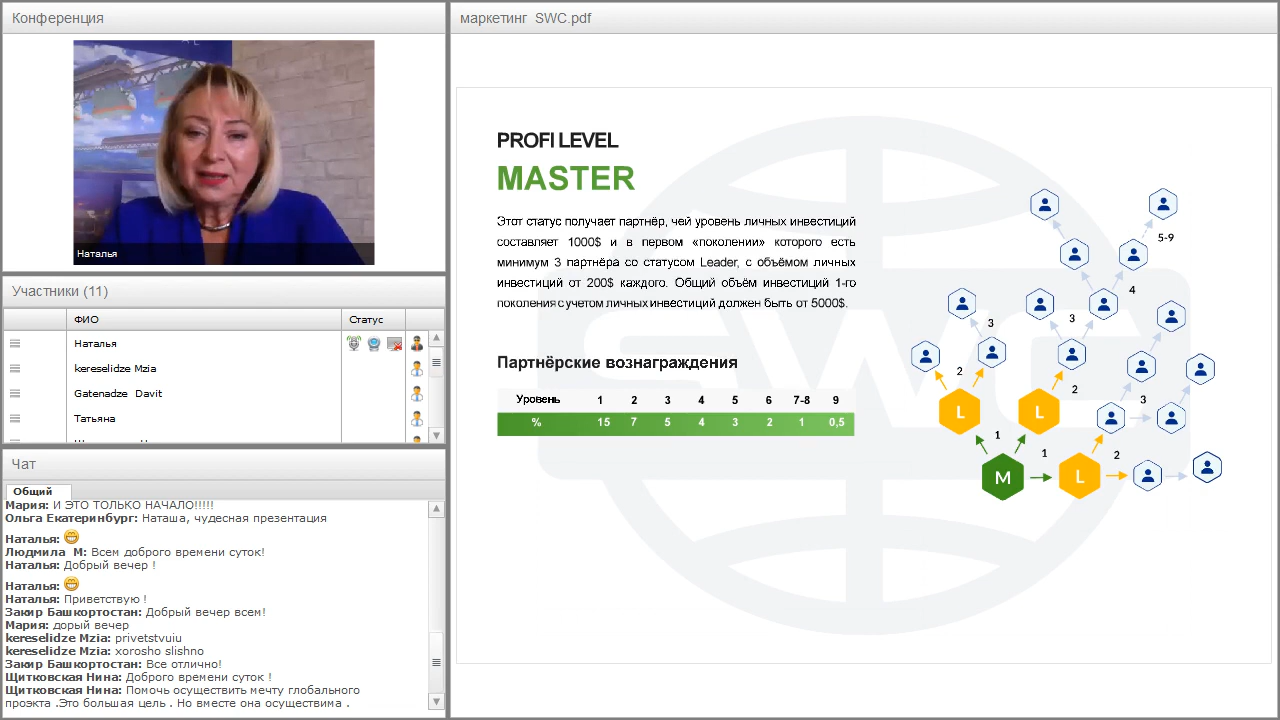 Конференция
AL
Наталья
Участники (11)
ФИО
Статус
Наталья
kereselidze Mzia
Gatenadze Davit
Татьяна
Чат
Общий
Мария: И ЭТО ТОЛЬКО НАЧАЛО!!!!!
Ольга Екатеринбург: Наташа, чудесная презентация
Наталья:
Людмила М: Всем доброго времени суток!
Наталья: Добрый вечер !
Наталья:
Наталья: Приветствую !
Закир Башкортостан: Добрый вечер всем!
Мария: дорый вечер
kereselidze Mzia: privetstvuiu
kereselidze Mzia: xorosho slishno
Закир Башкортостан: Все отлично!
Щитковская Нина: Доброго времени суток !
Щитковская Нина: Помочь осуществить мечту глобального
проэкта .Это большая цель . Но вместе она осуществима .
маркетинг SWC.pdf
PROFI LEVEL
MASTER
Этот статус получает партнёр, чей уровень личных инвестиций
составляет 1000$ и в первом «поколении» которого есть
минимум 3 партнёра со статусом Leader, с объёмом личных
инвестиций от 200$ каждого. Общий объём инвестиций 1-го
поколения с учетом личных инвестиций должен быть от 5000$.
Партнёрские вознаграждения
Уровень 1 2 3 4 5 6 7-8 9
% 15 7 5 4 3 2 1 0,5
SWC
5-9
4
3
3
2
2
3
L
L
1
1
2
M
L